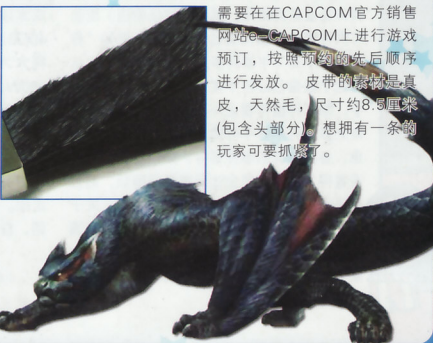 需要在在CAPCOM官方销售
网站e-CAPCOM上进行游戏
预订，按照预约的先后顺序
进行发放。 皮带的素材是真
皮，天然毛，尺寸约8.5厘米
(包含头部分)。想拥有一条的
玩家可要抓紧了。